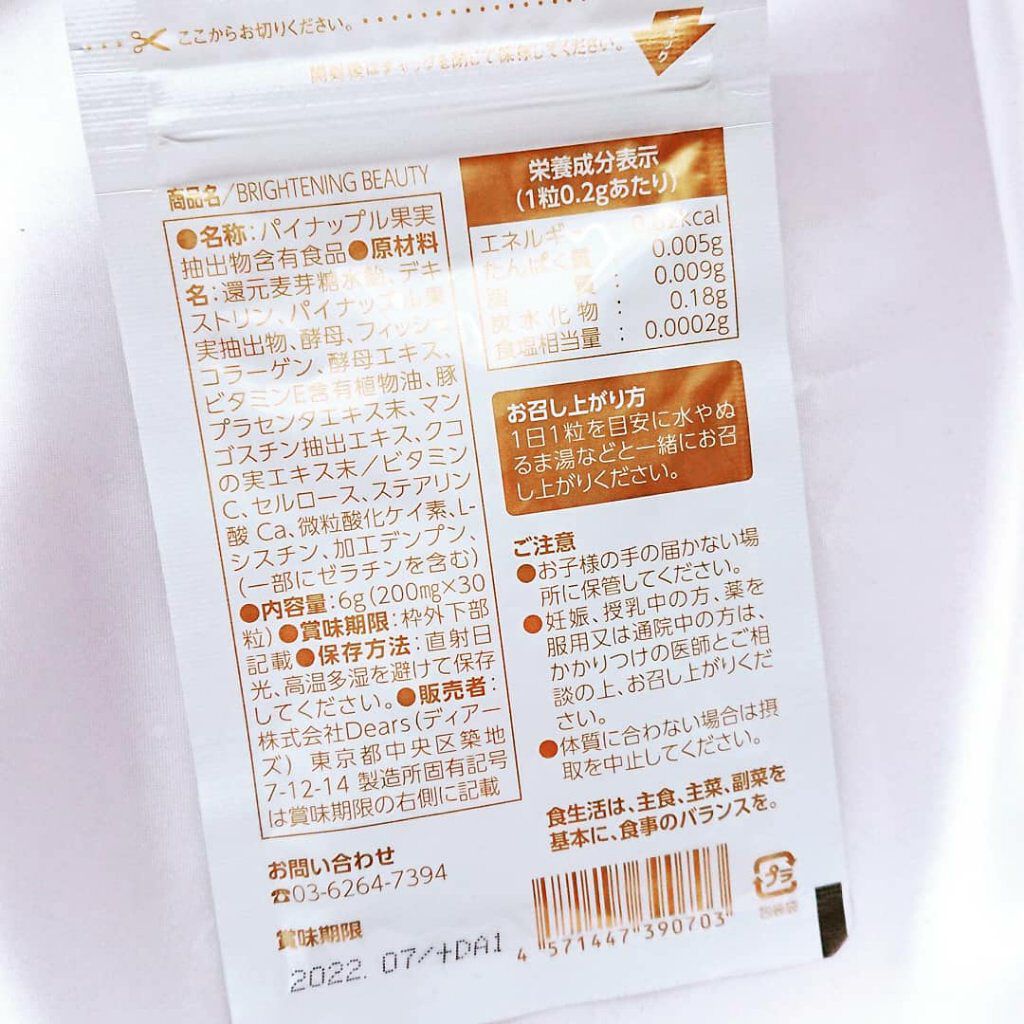 ここからお切りください。
開封後はチャックを閉じて保存してください。
チャック
商品名/BRIGHTENING BEAUTY
●名称:パイナップル果実
抽出物含有食品●原材料
名:還元麦芽糖水飴、デキ
ストリン、パイナップル果
実抽出物、酵母、フィッシュ
コラーゲン、酵母エキス、
ビタミンE含有植物油、豚
プラセンタエキス末、マン
ゴスチン抽出エキス、クコ
の実エキス末/ビタミン
C、セルロース、ステアリン
酸 Ca、微粒酸化ケイ素、L-
シスチン、加工デンプン、
(一部にゼラチンを含む)
●内容量:6g(200mg×30
粒)●賞味期限:枠外下部
記載●保存方法:直射日
光、高温多湿を避けて保存
してください。●販売者:
株式会社Dears(ディアー
ズ) 東京都中央区築地
7-12-14 製造所固有記号
は賞味期限の右側に記載
お問い合わせ
☎03-6264-7394
賞味期限
2022. 07/+DA1
栄養成分表示
(1粒0.2gあたり)
エネルギー kcal
たんぱく質 0.005g
脂質: 0.009g
炭水化物: 0.18g
食塩相当量: 0.0002g
お召し上がり方
1日1粒を目安に水やぬ
るま湯などと一緒にお召
し上がりください。
ご注意
●お子様の手の届かない場
所に保管してください。
●妊娠、授乳中の方、薬を
服用又は通院中の方は、
かかりつけの医師とご相
談の上、お召し上がりくだ
さい。
●体質に合わない場合は摂
取を中止してください。
食生活は、主食、主菜、副菜を
基本に、食事のバランスを。
4 571447 390703
プラ
包装袋